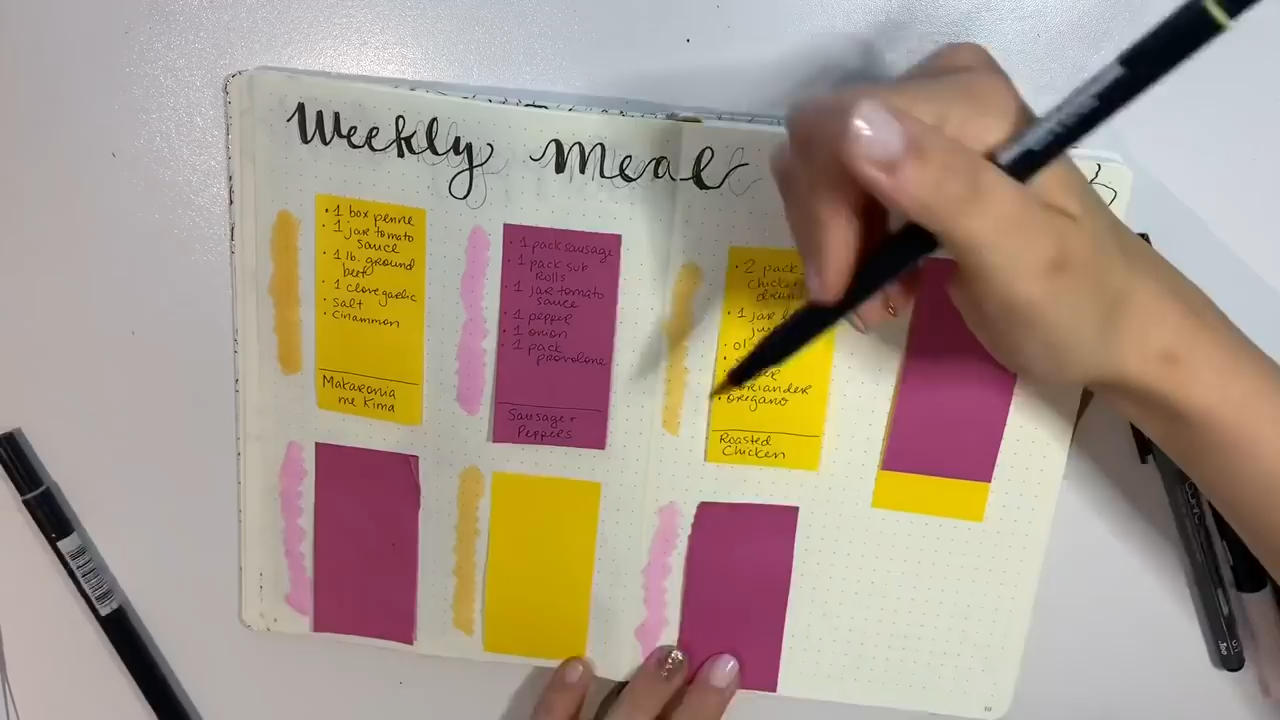 Weekly Meal
• 1 box penne
• 1 jar tomato
sauce
• 1 lb. ground
beef
• 1 clove garlic
• salt
• cinammon
Makaronia
me Kima
• 1 pack sausage
• 1 pack sub
rolls
• 1 jar tomato
sauce
• 1 pepper
• 1 onion
• 1 pack
provolone
Sausage +
Peppers
• 2 pack
• 1 jar
• oregano
Roasted
Chicken